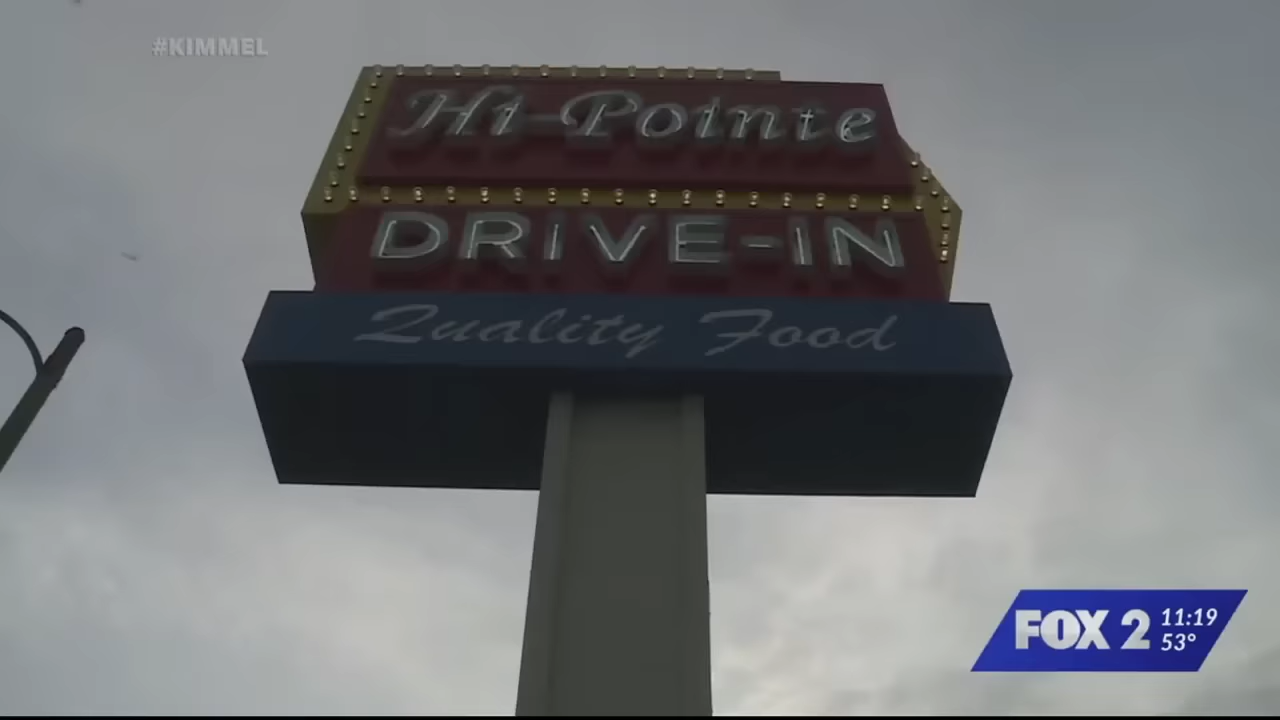 #KIMMEL
Hi-Pointe
DRIVE-IN
Quality Food
FOX 2
11:19
53°